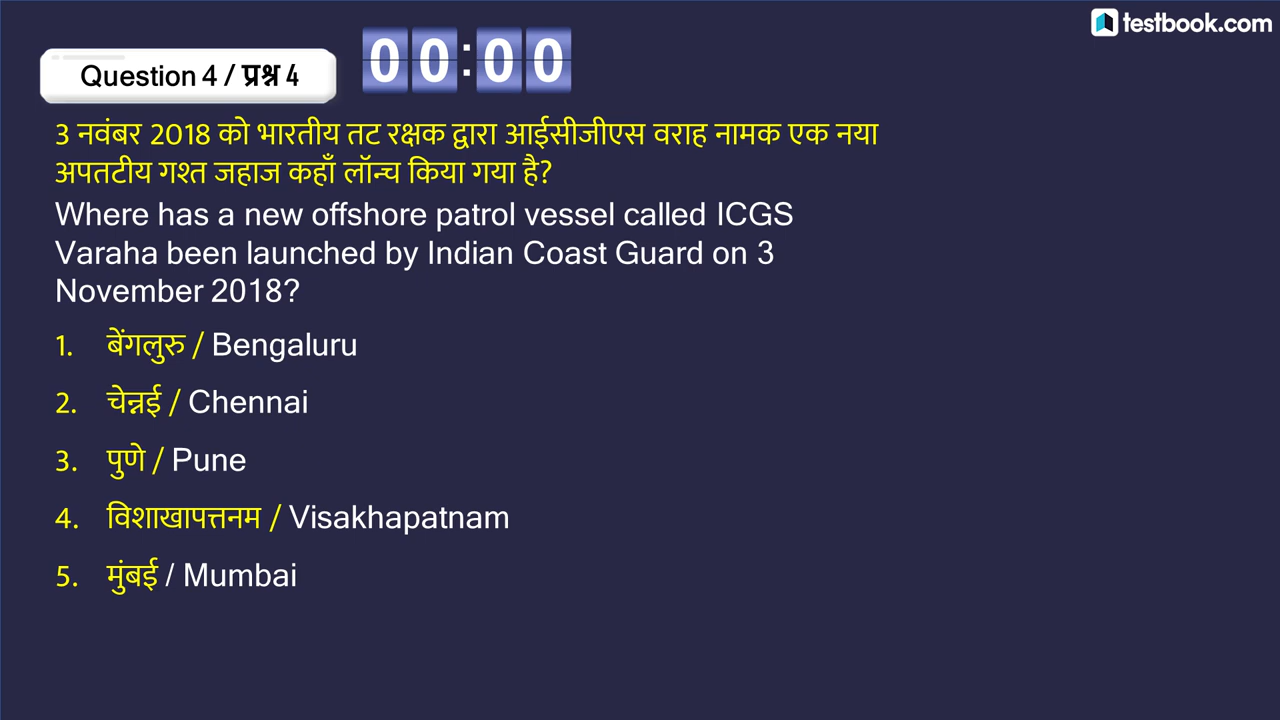 testbook.com
Question 4 / प्रश्न 4
00:00
3 नवंबर 2018 को भारतीय तट रक्षक द्वारा आईसीजीएस वराह नामक एक नया
अपतटीय गश्त जहाज कहाँ लॉन्च किया गया है?
Where has a new offshore patrol vessel called ICGS
Varaha been launched by Indian Coast Guard on 3
November 2018?
1. बेंगलुरु / Bengaluru
2. चेन्नई / Chennai
3. पुणे / Pune
4. विशाखापत्तनम / Visakhapatnam
5. मुंबई / Mumbai